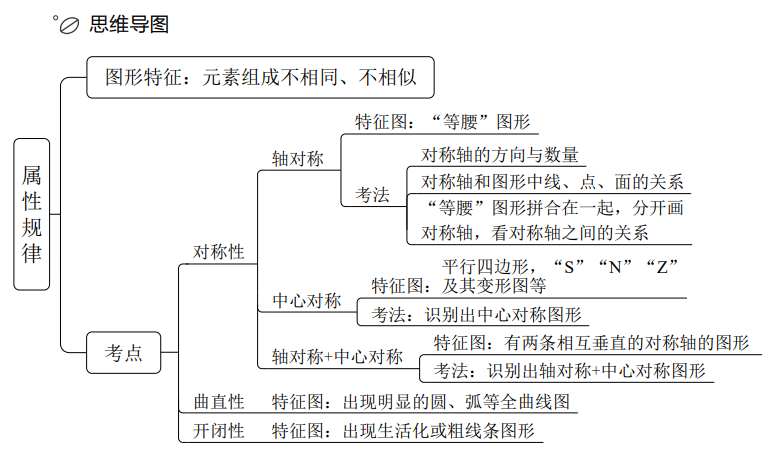 思维导图
图形特征：元素组成不相同、不相似
属性规律
特征图：“等腰”图形
轴对称
对称轴的方向与数量
考法
对称轴和图形中线、点、面的关系
“等腰”图形拼合在一起，分开画
对称轴，看对称轴之间的关系
对称性
平行四边形，“S”“N”“Z”
特征图：及其变形图等
中心对称
考法：识别出中心对称图形
特征图：有两条相互垂直的对称轴的图形
轴对称+中心对称
考法：识别出轴对称+中心对称图形
考点
曲直性 特征图：出现明显的圆、弧等全曲线图
开闭性 特征图：出现生活化或粗线条图形